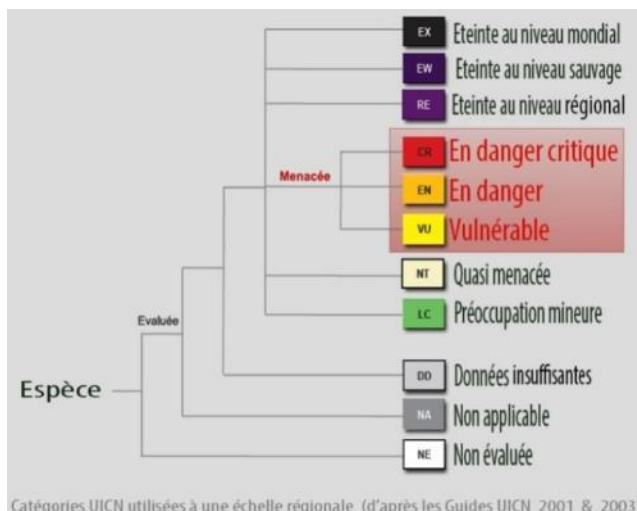 EX Eteinte au niveau mondial
EW Eteinte au niveau sauvage
RE Eteinte au niveau régional
CR En danger critique
Menacée
EN En danger
VU Vulnérable
NT Quasi menacée
LC Préoccupation mineure
Evaluée
DD Données insuffisantes
Espèce
NA Non applicable
NE Non évaluée
Catégories UICN utilisées à une échelle régionale (d'après les Guides UICN 2001 & 2003